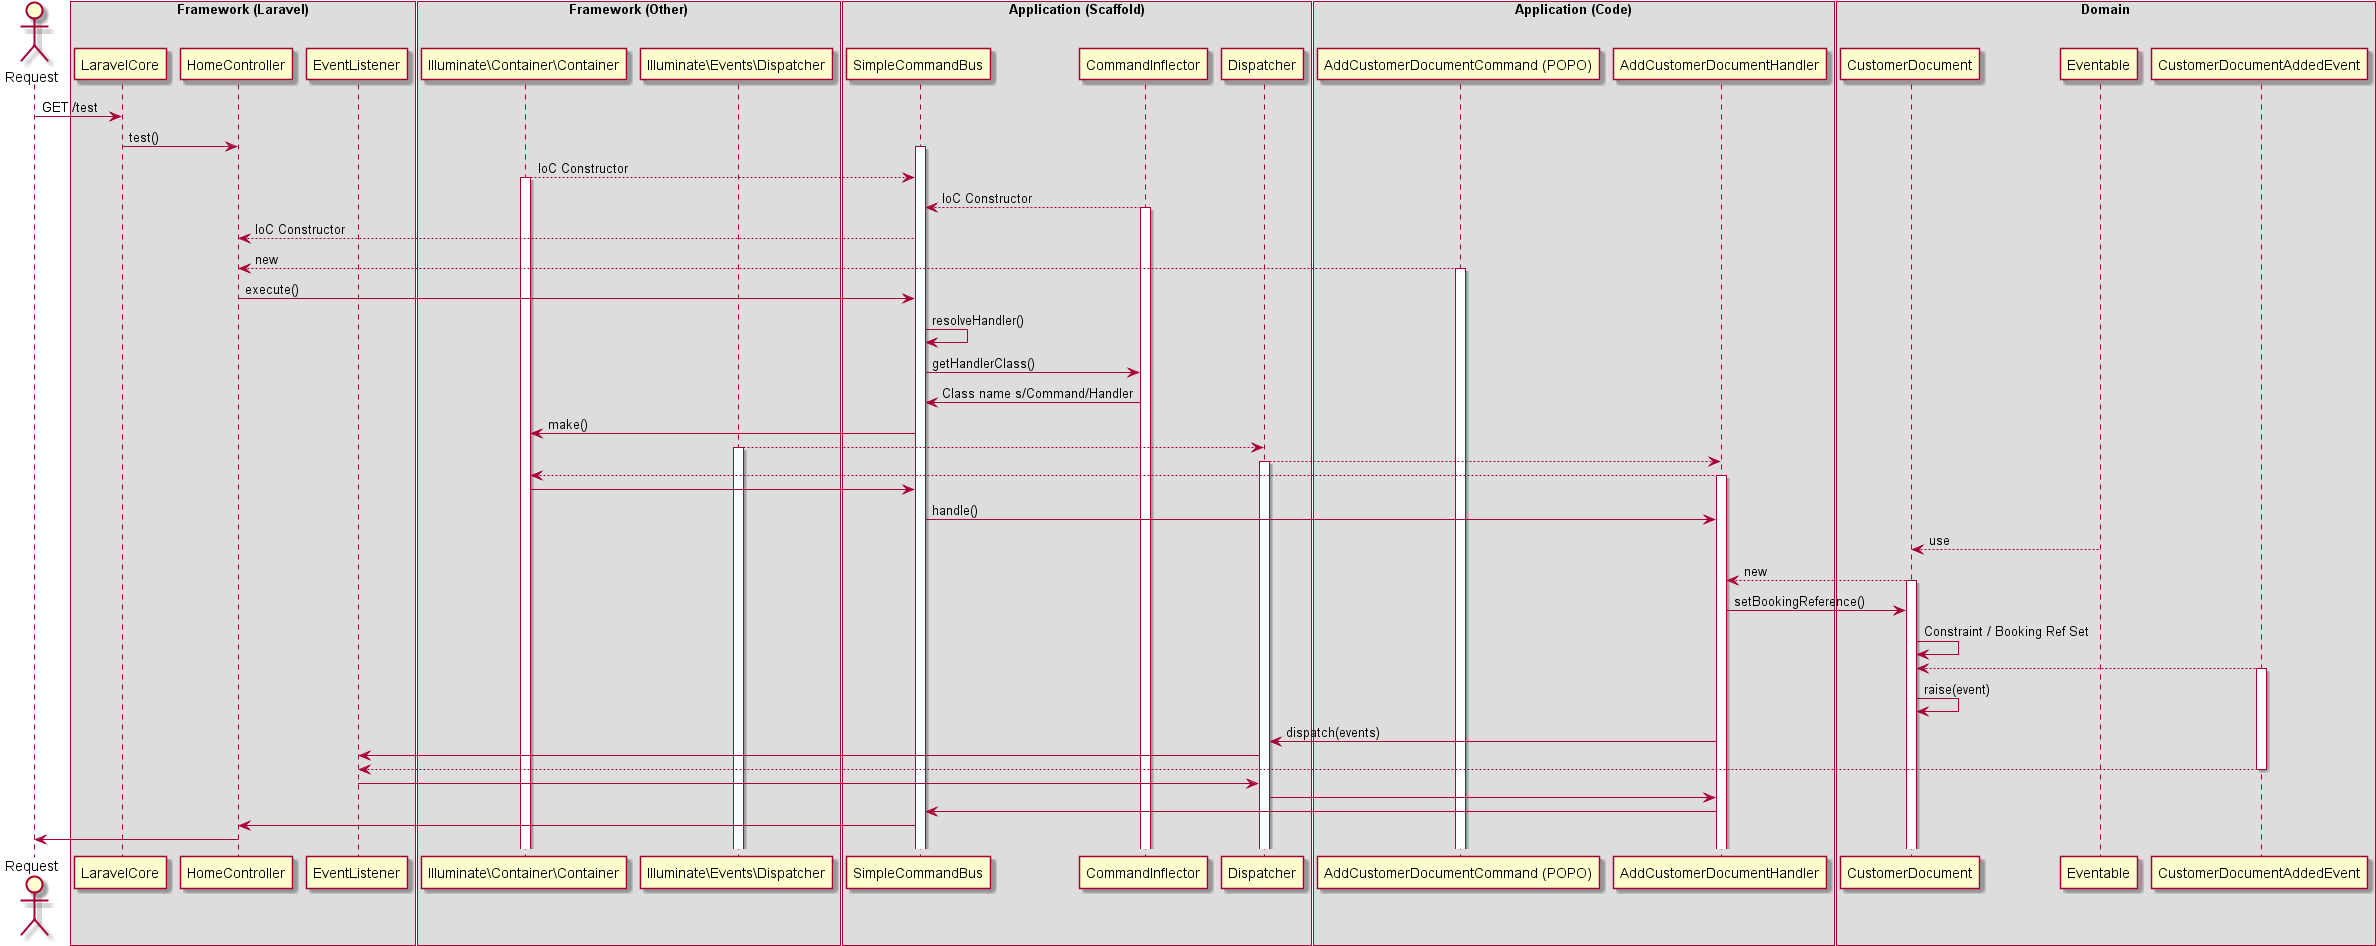 Framework (Laravel)
Framework (Other)
Application (Scaffold)
Application (Code)
Domain
Request
LaravelCore
HomeController
EventListener
Illuminate\Container\Container
Illuminate\Events\Dispatcher
SimpleCommandBus
CommandInflector
Dispatcher
AddCustomerDocumentCommand (POPO)
AddCustomerDocumentHandler
CustomerDocument
Eventable
CustomerDocumentAddedEvent
GET /test
test()
IoC Constructor
IoC Constructor
IoC Constructor
new
execute()
resolveHandler()
getHandlerClass()
Class name s/Command/Handler
make()
handle()
use
new
setBookingReference()
Constraint / Booking Ref Set
raise(event)
dispatch(events)
Request
LaravelCore
HomeController
EventListener
Illuminate\Container\Container
Illuminate\Events\Dispatcher
SimpleCommandBus
CommandInflector
Dispatcher
AddCustomerDocumentCommand (POPO)
AddCustomerDocumentHandler
CustomerDocument
Eventable
CustomerDocumentAddedEvent